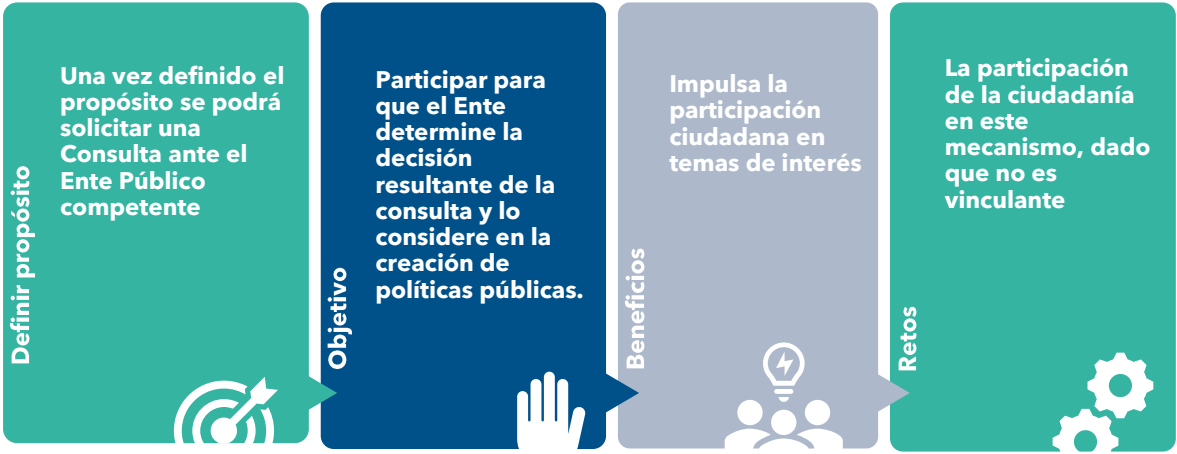 Definir propósito
Una vez definido el
propósito se podrá
solicitar una
Consulta ante el
Ente Público
competente
Objetivo
Participar para
que el Ente
determine la
decisión
resultante de la
consulta y lo
considere en la
creación de
políticas públicas.
Beneficios
Impulsa la
participación
ciudadana en
temas de interés
Retos
La participación
de la ciudadanía
en este
mecanismo, dado
que no es
vinculante